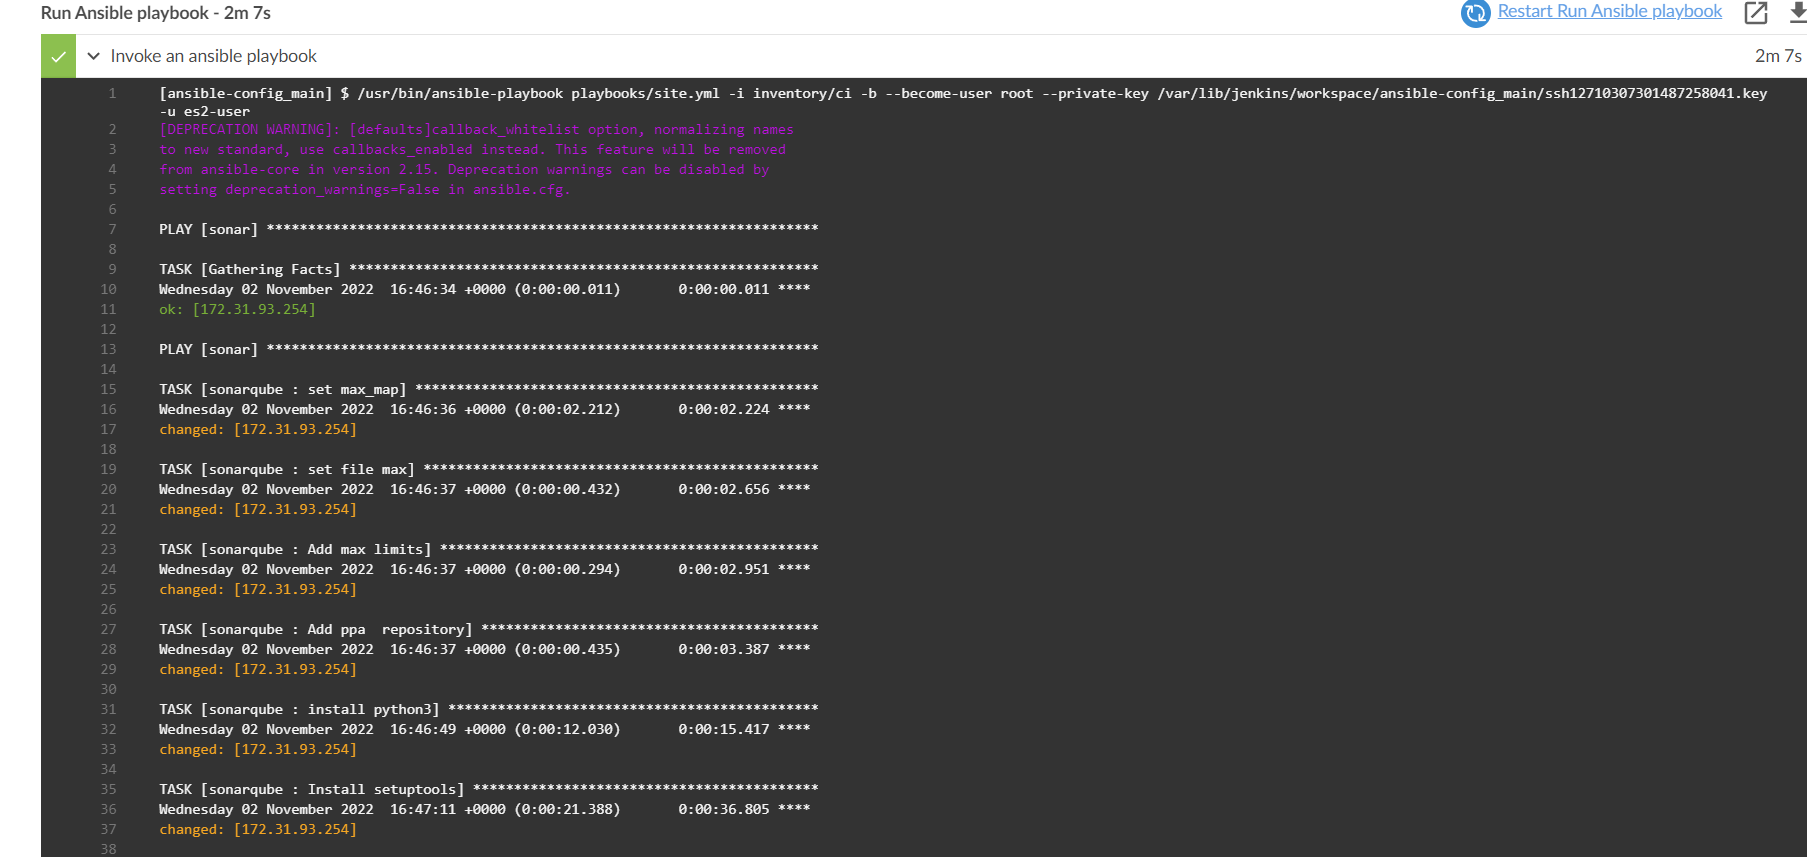 Run Ansible playbook - 2m 7s
Restart Run Ansible playbook
Invoke an ansible playbook
2m 7s
1 [ansible-config_main] $ /usr/bin/ansible-playbook playbooks/site.yml -i inventory/ci -b --become-user root --private-key /var/lib/jenkins/workspace/ansible-config_main/ssh12710307301487258041.key
-u es2-user
2 [DEPRECATION WARNING]: [defaults]callback_whitelist option, normalizing names
3 to new standard, use callbacks_enabled instead. This feature will be removed
4 from ansible-core in version 2.15. Deprecation warnings can be disabled by
5 setting deprecation_warnings=False in ansible.cfg.
6
7 PLAY [sonar] *******************************************************************
8
9 TASK [Gathering Facts] *********************************************************
10 Wednesday 02 November 2022  16:46:34 +0000 (0:00:00.011)       0:00:00.011 ****
11 ok: [172.31.93.254]
12
13 PLAY [sonar] *******************************************************************
14
15 TASK [sonarqube : set max_map] *************************************************
16 Wednesday 02 November 2022  16:46:36 +0000 (0:00:02.212)       0:00:02.224 ****
17 changed: [172.31.93.254]
18
19 TASK [sonarqube : set file max] ************************************************
20 Wednesday 02 November 2022  16:46:37 +0000 (0:00:00.432)       0:00:02.656 ****
21 changed: [172.31.93.254]
22
23 TASK [sonarqube : Add max limits] **********************************************
24 Wednesday 02 November 2022  16:46:37 +0000 (0:00:00.294)       0:00:02.951 ****
25 changed: [172.31.93.254]
26
27 TASK [sonarqube : Add ppa  repository] *****************************************
28 Wednesday 02 November 2022  16:46:37 +0000 (0:00:00.435)       0:00:03.387 ****
29 changed: [172.31.93.254]
30
31 TASK [sonarqube : install python3] *********************************************
32 Wednesday 02 November 2022  16:46:49 +0000 (0:00:12.030)       0:00:15.417 ****
33 changed: [172.31.93.254]
34
35 TASK [sonarqube : Install setuptools] ******************************************
36 Wednesday 02 November 2022  16:47:11 +0000 (0:00:21.388)       0:00:36.805 ****
37 changed: [172.31.93.254]
38